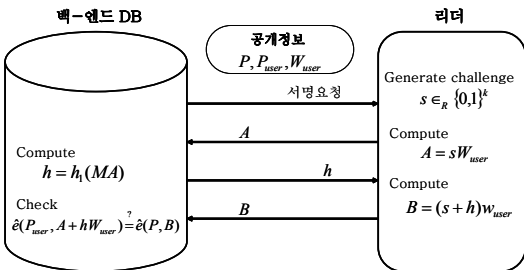 백-엔드 DB
리더
공개정보
P, P_user, W_user
Generate challenge
s ∈_R {0,1}^k
서명요청
A
Compute
A = sW_user
Compute
h = h₁(MA)
h
Compute
B = (s + h)w_user
Check
ê(P_user, A + hW_user) ≟ ê(P, B)
B